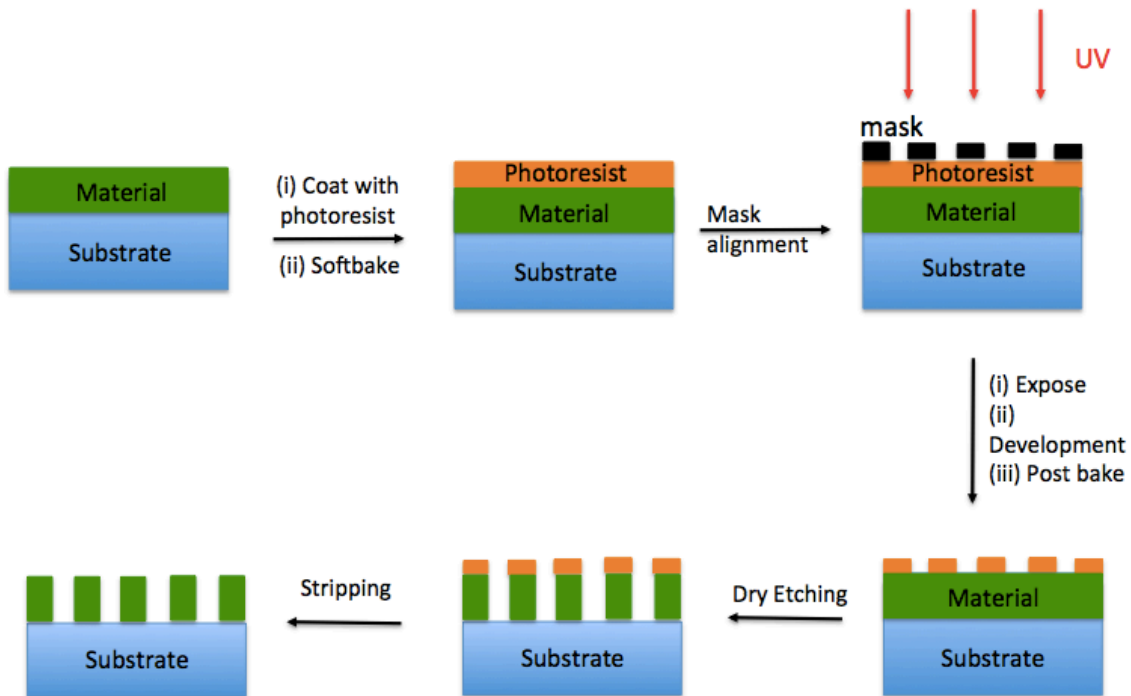 UV
mask
Material
Substrate
(i) Coat with
photoresist
(ii) Softbake
Photoresist
Material
Substrate
Mask
alignment
Photoresist
Material
Substrate
(i) Expose
(ii)
Development
(iii) Post bake
Material
Substrate
Dry Etching
Substrate
Stripping
Substrate